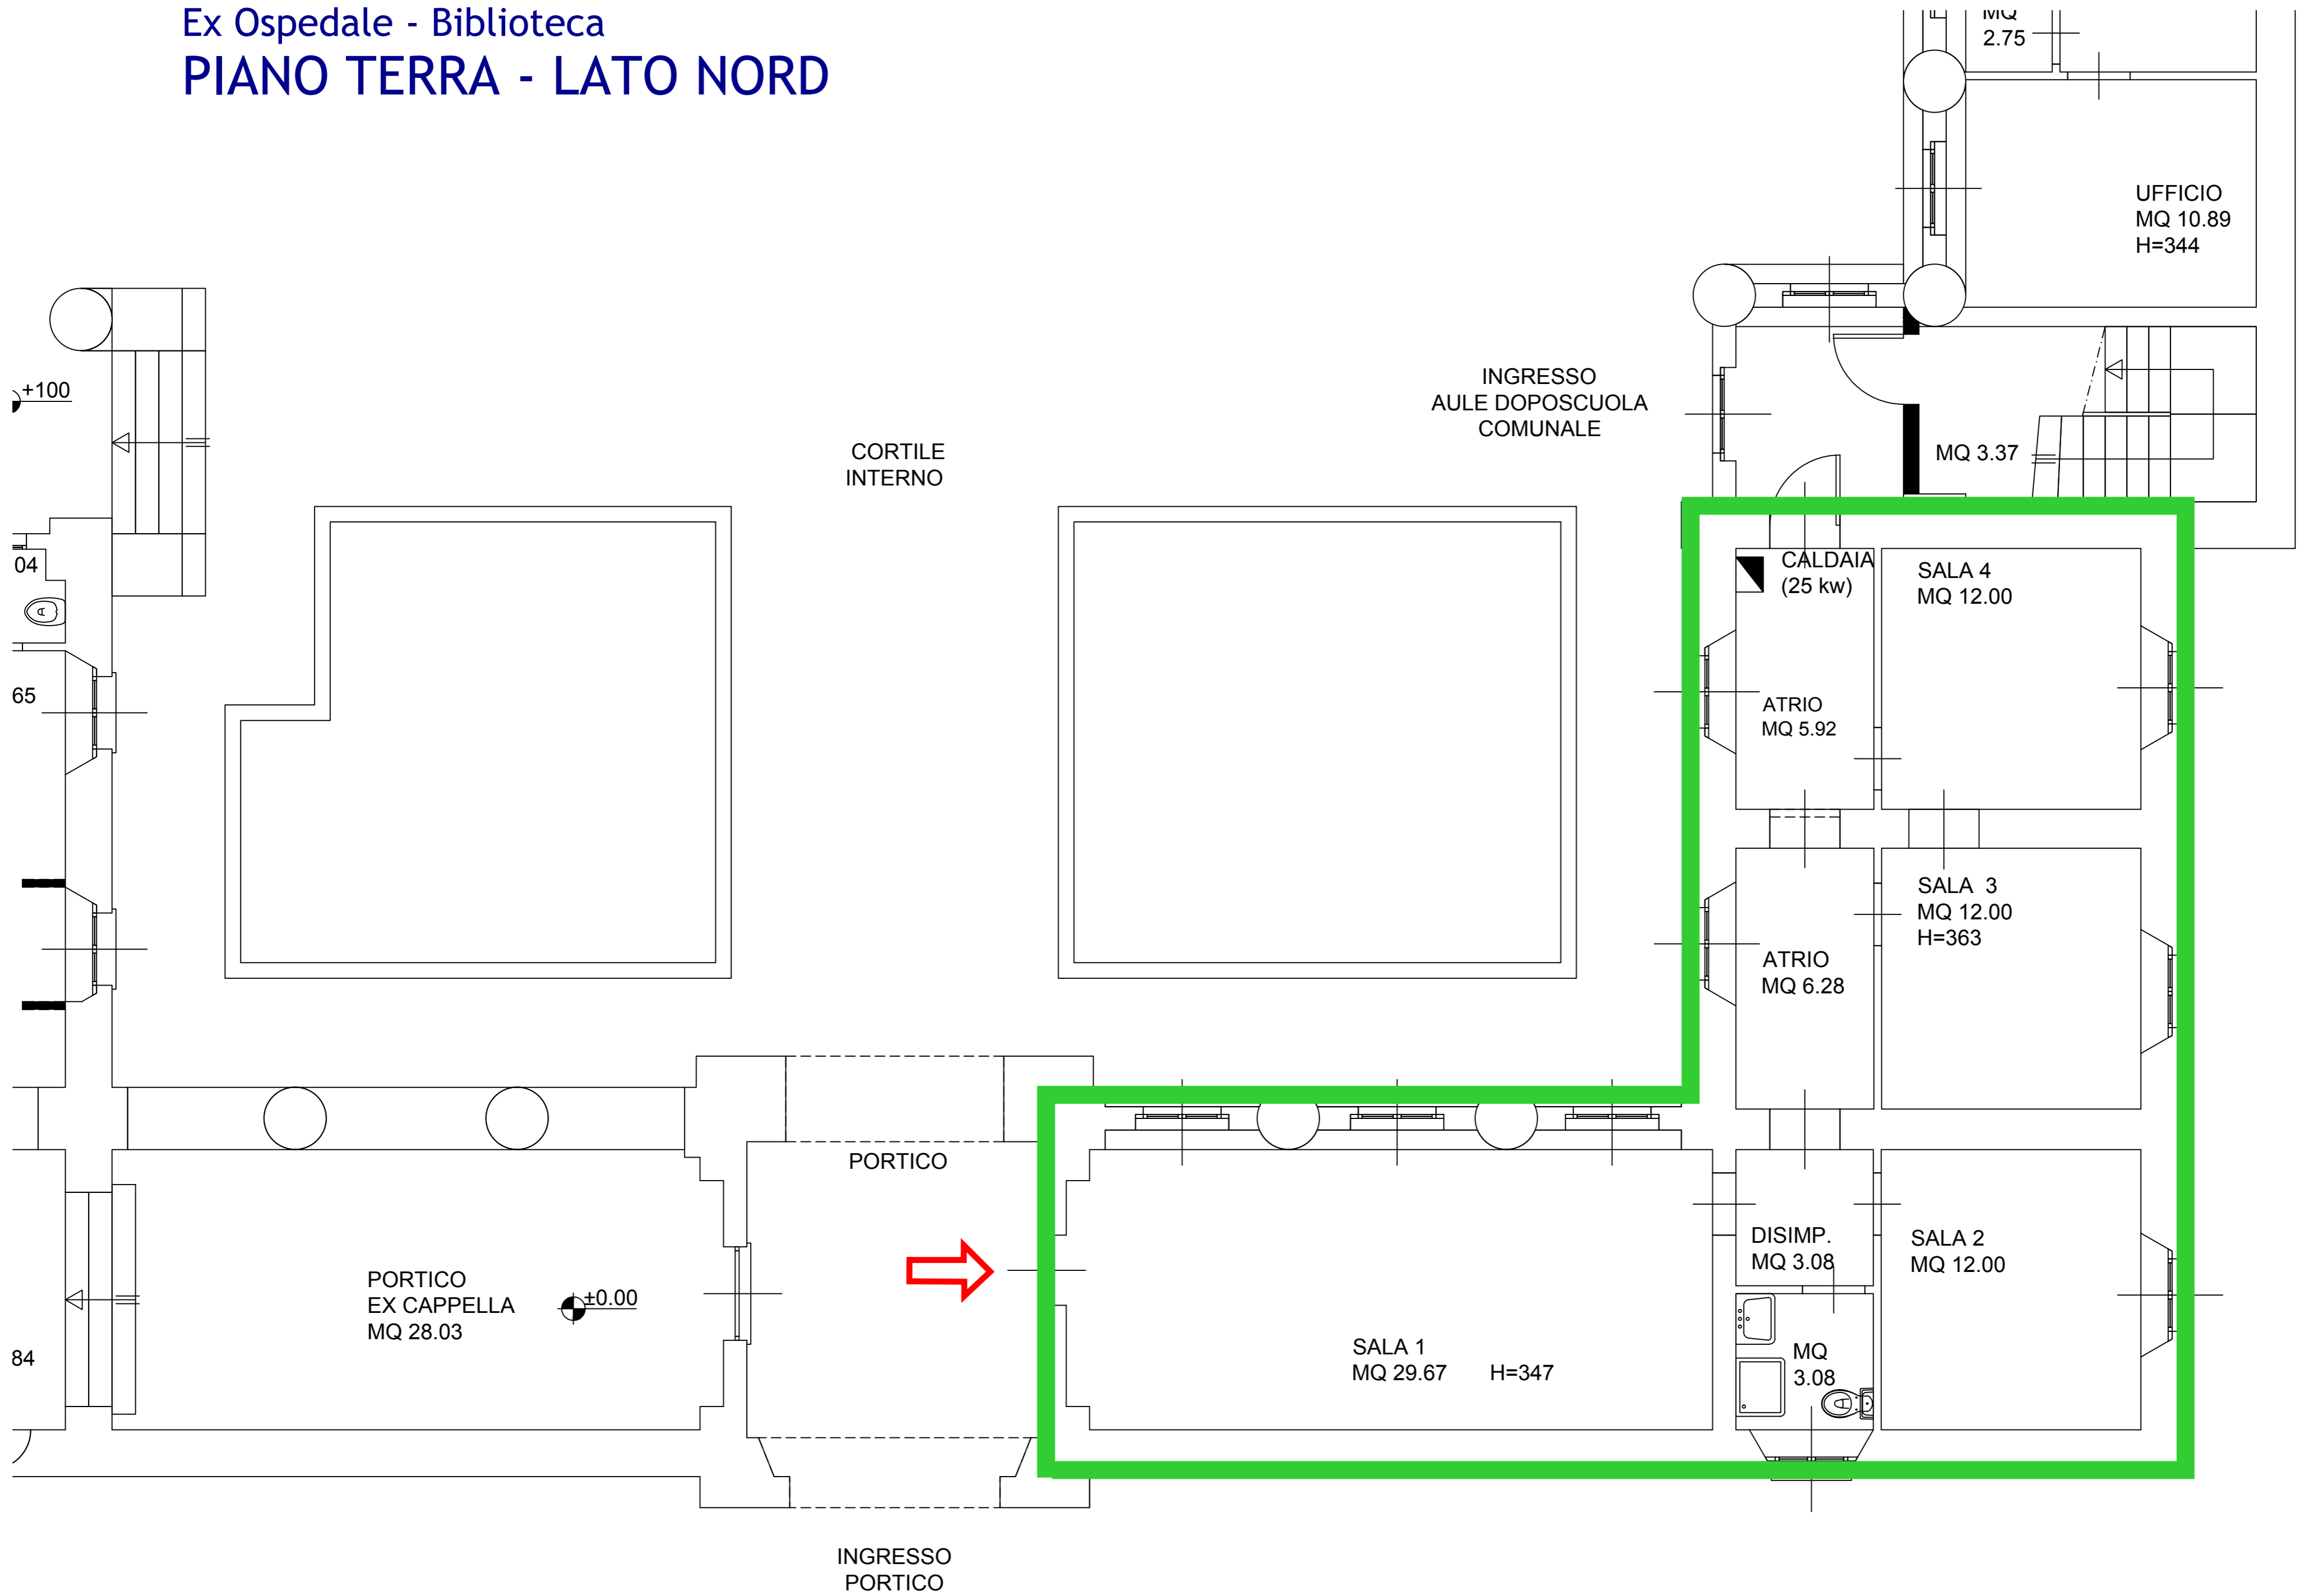 Ex Ospedale - Biblioteca
PIANO TERRA - LATO NORD
MQ
2.75
UFFICIO
MQ 10.89
H=344
+100
INGRESSO
AULE DOPOSCUOLA
COMUNALE
CORTILE
INTERNO
MQ 3.37
04
CALDAIA
(25 kw)
SALA 4
MQ 12.00
65
ATRIO
MQ 5.92
SALA 3
MQ 12.00
H=363
ATRIO
MQ 6.28
PORTICO
DISIMP.
MQ 3.08
SALA 2
MQ 12.00
PORTICO
EX CAPPELLA
MQ 28.03
±0.00
84
SALA 1
MQ 29.67 H=347
MQ
3.08
INGRESSO
PORTICO